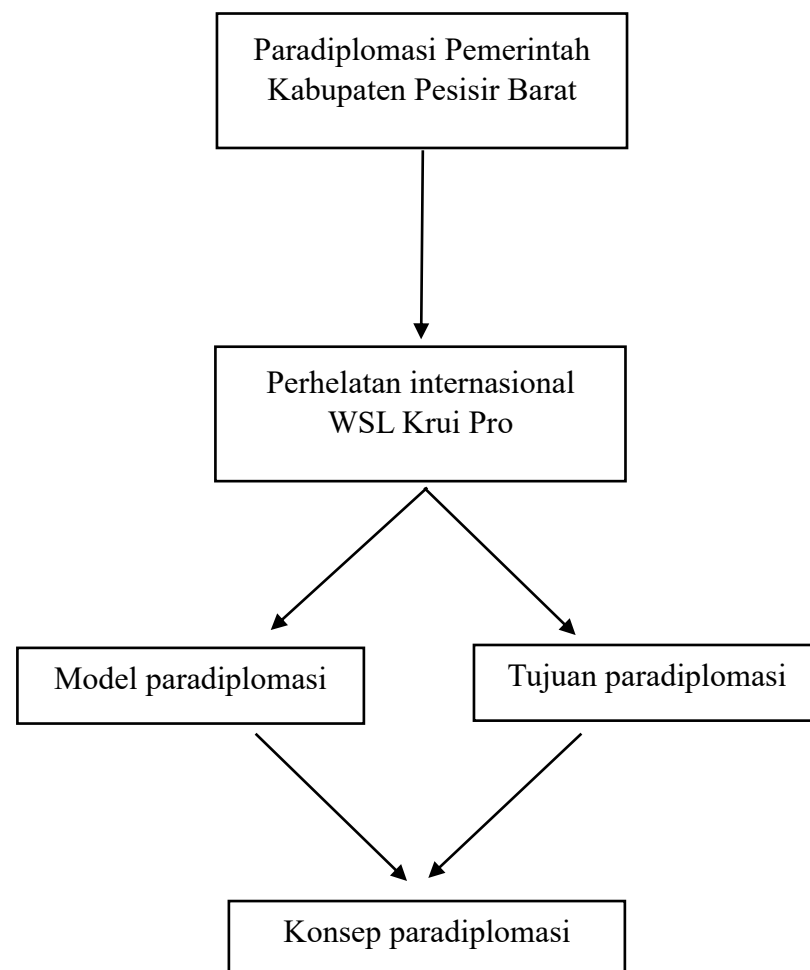 Paradiplomasi Pemerintah
Kabupaten Pesisir Barat
Perhelatan internasional
WSL Krui Pro
Model paradiplomasi
Tujuan paradiplomasi
Konsep paradiplomasi